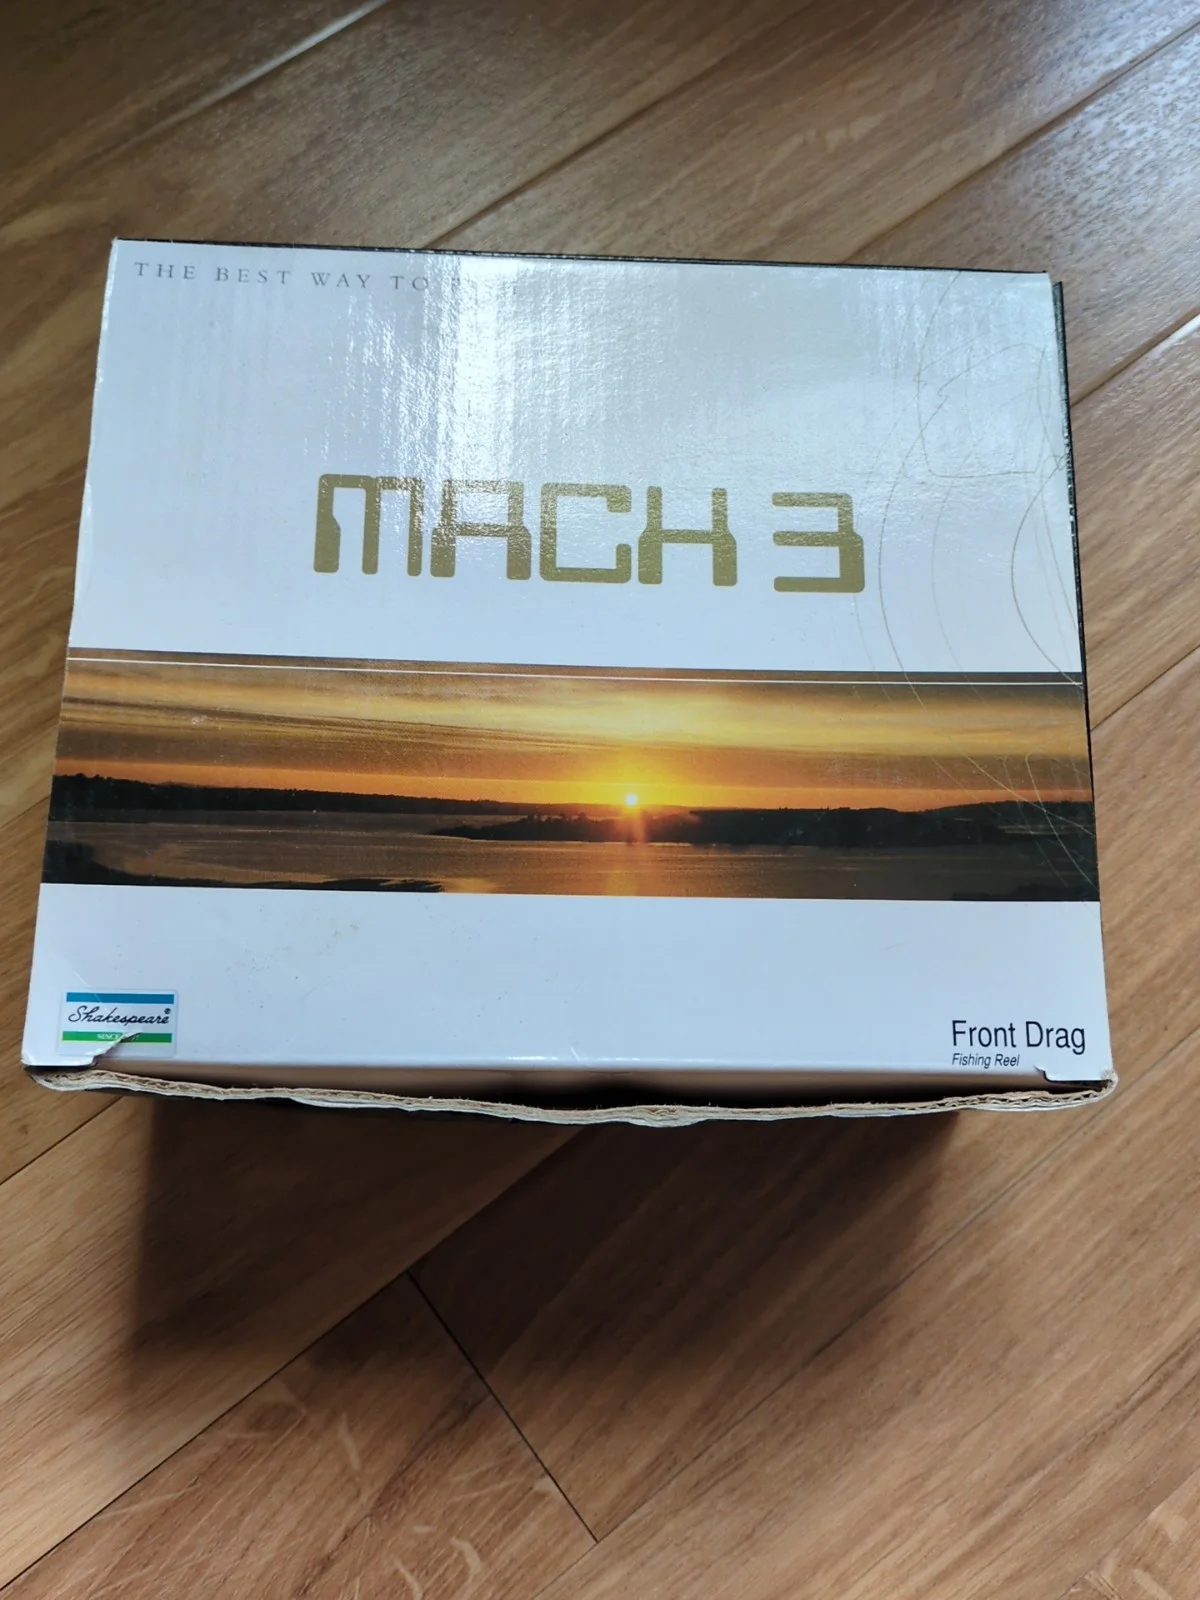 THE BEST WAY TO
MACH 3
Shakespeare®
Front Drag
Fishing Reel